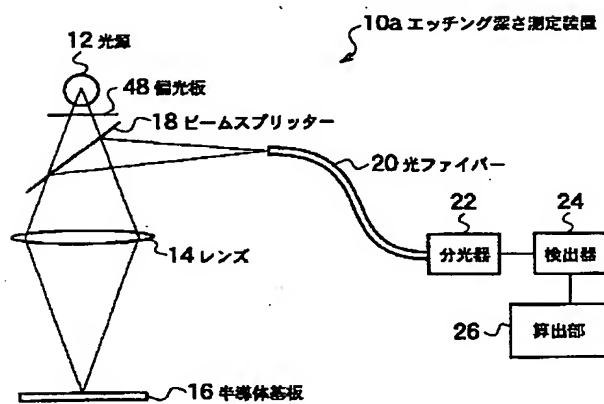 12 光源
10a エッチング深さ測定装置
48 偏光板
18 ビームスプリッター
20 光ファイバー
22
24
分光器
検出器
14 レンズ
26
算出部
16 半導体基板